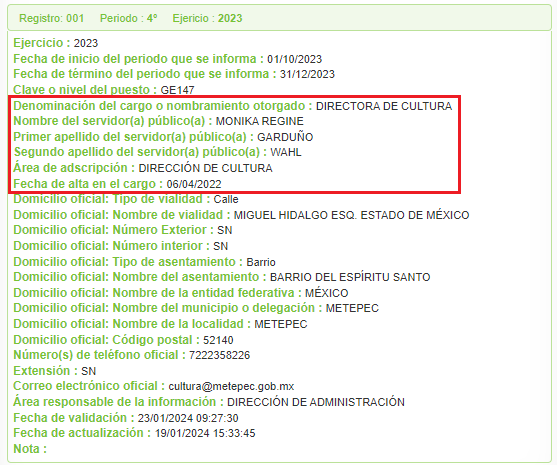 Registro: 001 Periodo : 4º Ejericio : 2023
Ejercicio : 2023
Fecha de inicio del periodo que se informa : 01/10/2023
Fecha de término del periodo que se informa : 31/12/2023
Clave o nivel del puesto : GE147
Denominación del cargo o nombramiento otorgado : DIRECTORA DE CULTURA
Nombre del servidor(a) público(a) : MONIKA REGINE
Primer apellido del servidor(a) público(a) : GARDUÑO
Segundo apellido del servidor(a) público(a) : WAHL
Área de adscripción : DIRECCIÓN DE CULTURA
Fecha de alta en el cargo : 06/04/2022
Domicilio oficial: Tipo de vialidad : Calle
Domicilio oficial: Nombre de vialidad : MIGUEL HIDALGO ESQ. ESTADO DE MÉXICO
Domicilio oficial: Número Exterior : SN
Domicilio oficial: Número interior : SN
Domicilio oficial: Tipo de asentamiento : Barrio
Domicilio oficial: Nombre del asentamiento : BARRIO DEL ESPÍRITU SANTO
Domicilio oficial: Nombre de la entidad federativa : MÉXICO
Domicilio oficial: Nombre del municipio o delegación : METEPEC
Domicilio oficial: Nombre de la localidad : METEPEC
Domicilio oficial: Código postal : 52140
Número(s) de teléfono oficial : 7222358226
Extensión : SN
Correo electrónico oficial : cultura@metepec.gob.mx
Área responsable de la información : DIRECCIÓN DE ADMINISTRACIÓN
Fecha de validación : 23/01/2024 09:27:30
Fecha de actualización : 19/01/2024 15:33:45
Nota :